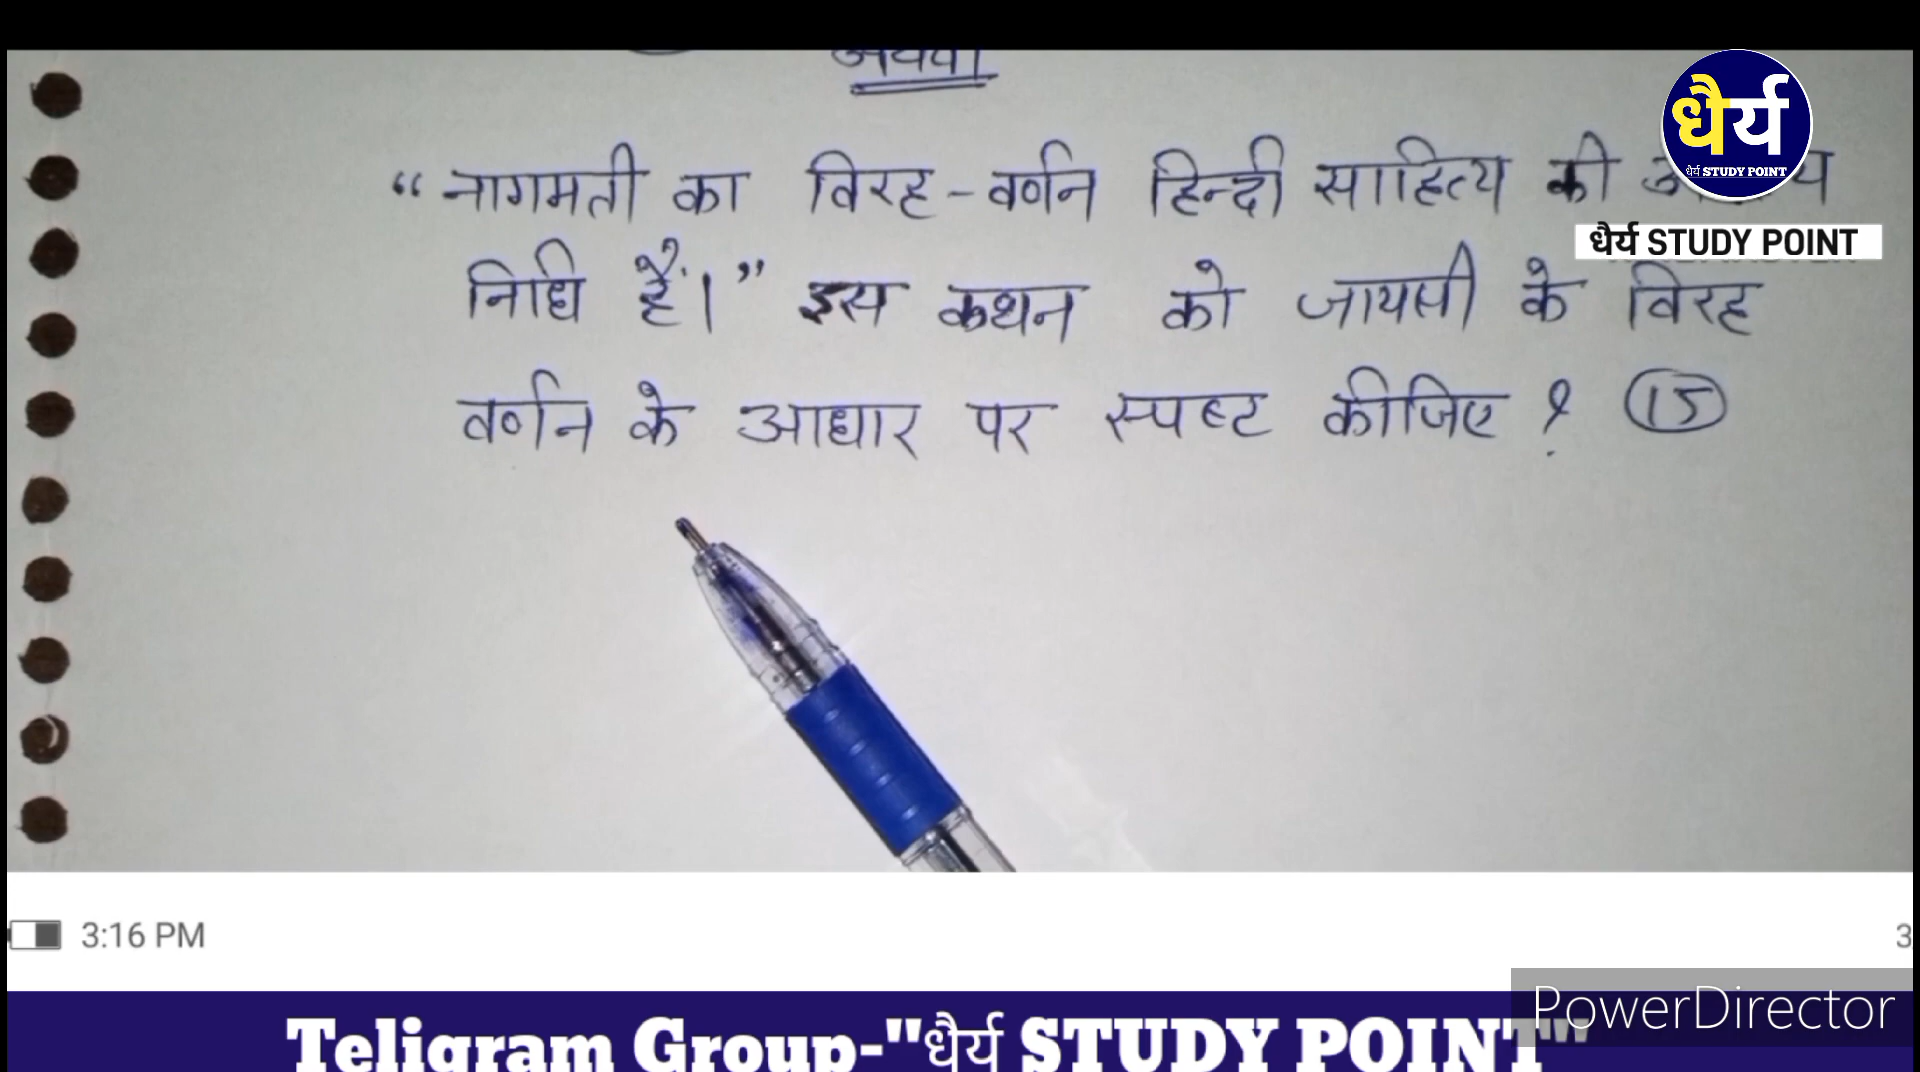 अथवा
धैर्य
धैर्य STUDY POINT
“नागमती का विरह-वर्णन हिन्दी साहित्य की
धैर्य STUDY POINT
निधि हैं।” इस कथन को जायसी के विरह
वर्णन के आधार पर स्पष्ट कीजिए ? 15
3:16 PM
3
PowerDirector
Teligram Group-"धैर्य STUDY POINT"